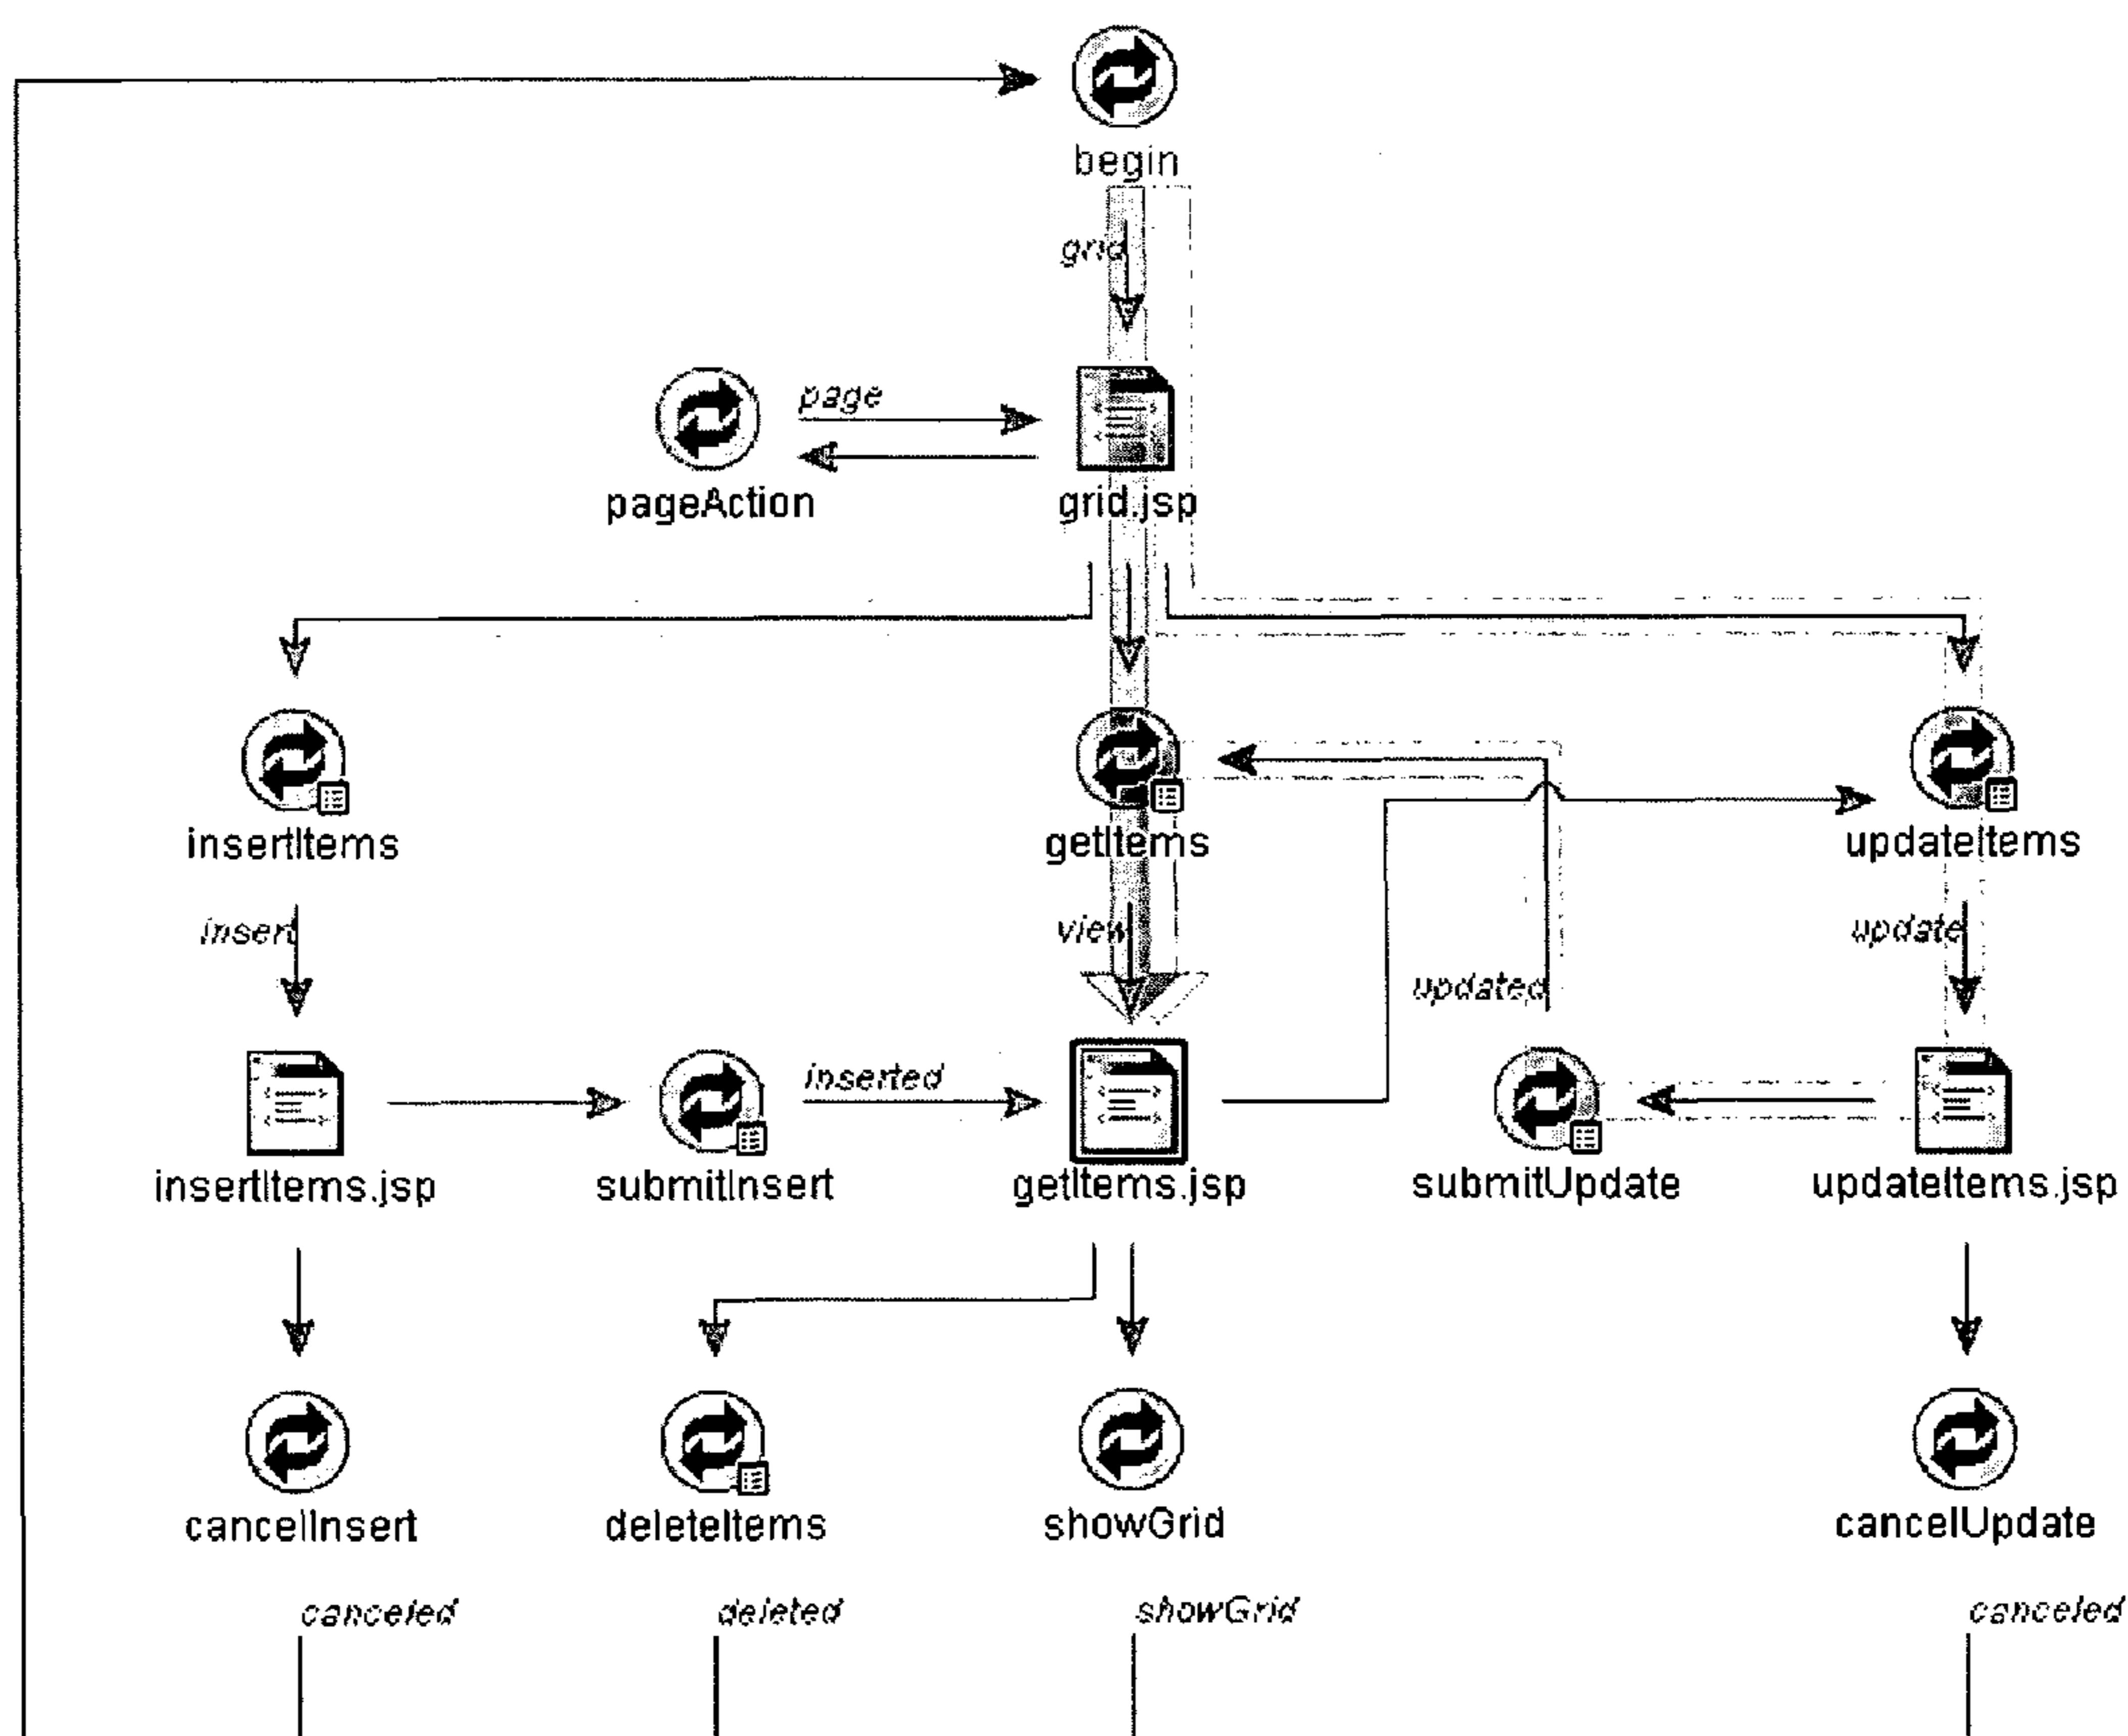 begin
grid
page
pageAction
grid.jsp
insertItems
getItems
updateItems
insert
view
updated
update
inserted
insertItems.jsp
submitInsert
getItems.jsp
submitUpdate
updateItems.jsp
cancelInsert
deleteItems
showGrid
cancelUpdate
canceled
deleted
showGrid
canceled